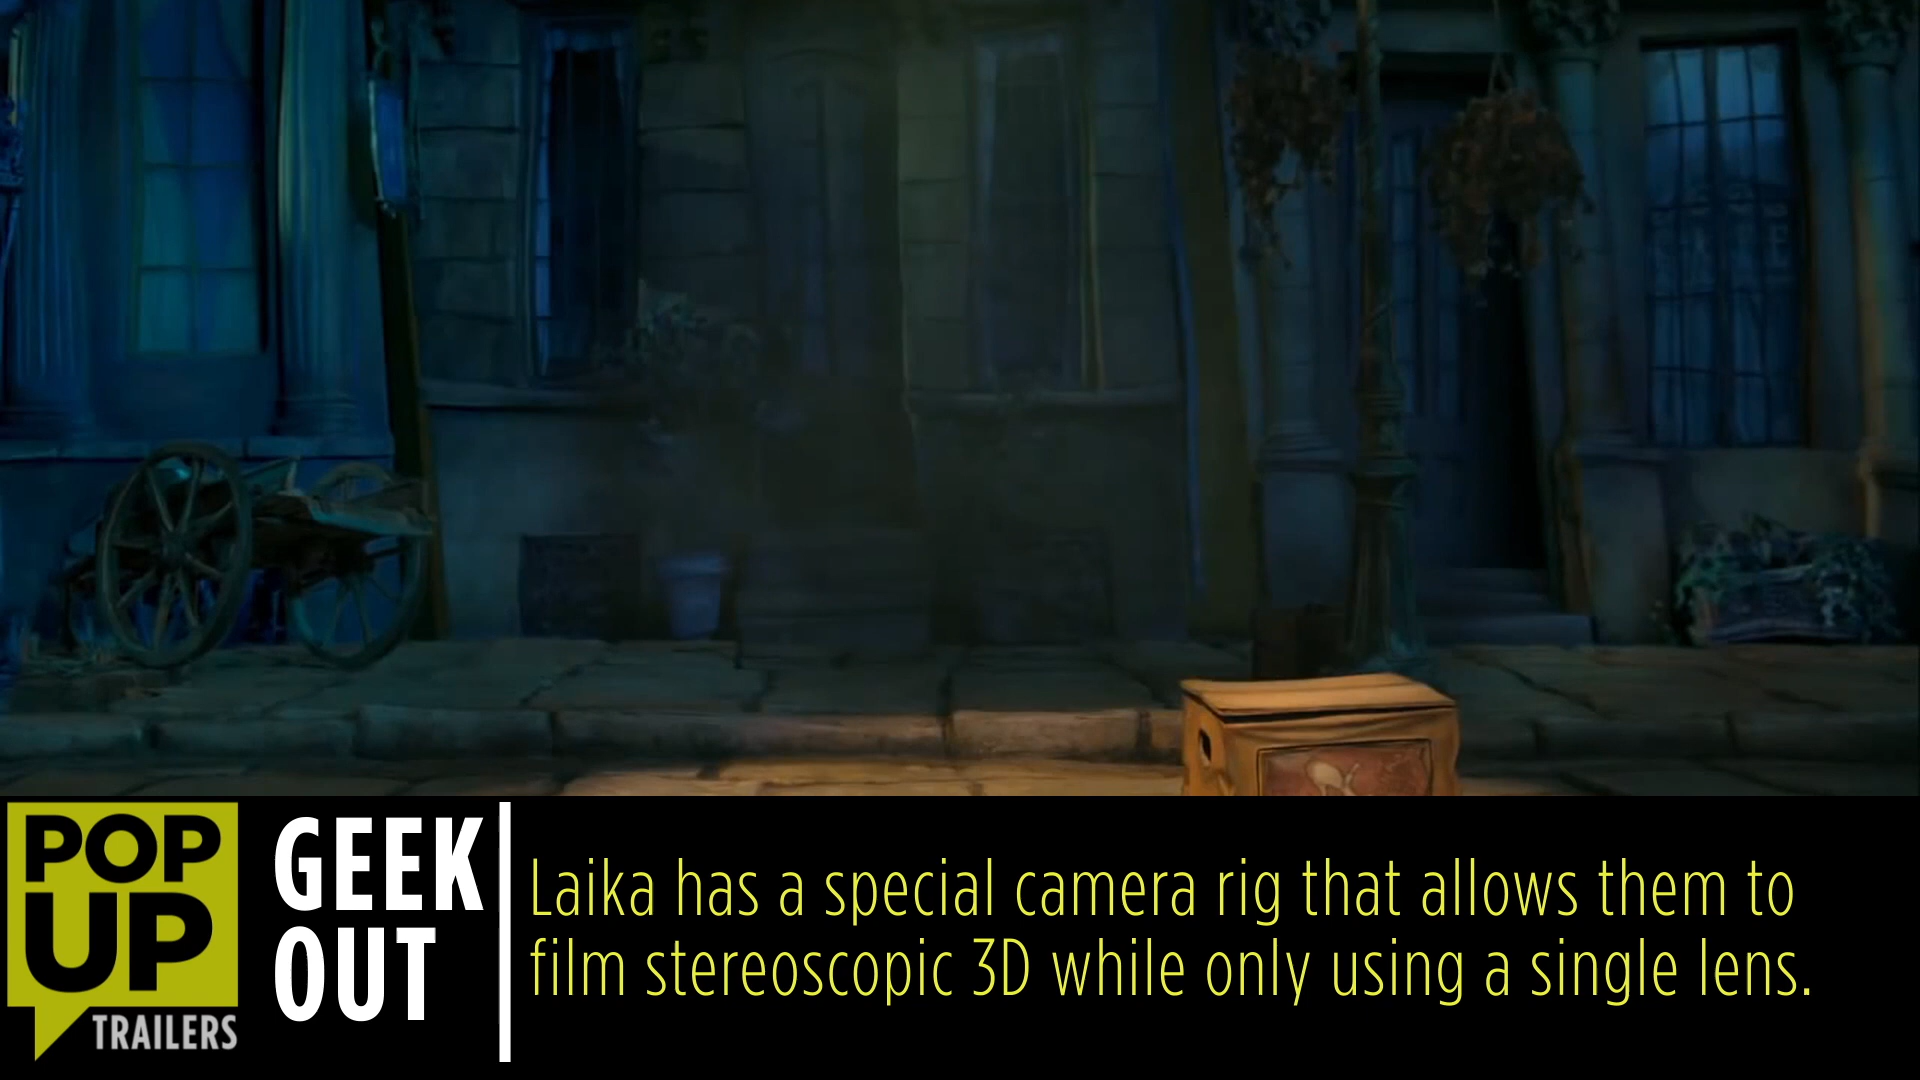 POP
UP
TRAILERS
GEEK
OUT
Laika has a special camera rig that allows them to
film stereoscopic 3D while only using a single lens.